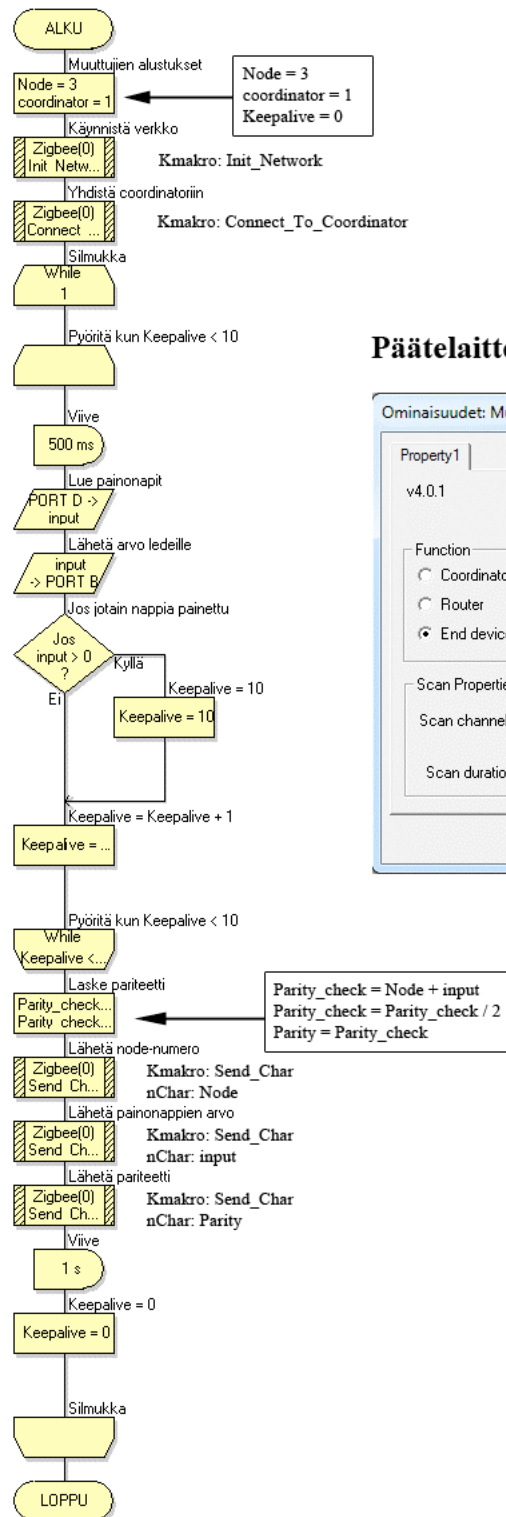 ALKU
Muuttujien alustukset
Node = 3
coordinator = 1
Node = 3
coordinator = 1
Keepalive = 0
Käynnistä verkko
Zigbee(0)
Init Netw...
Kmakro: Init_Network
Yhdistä coordinatoriin
Zigbee(0)
Connect ...
Kmakro: Connect_To_Coordinator
Silmukka
While
1
Pyöritä kun Keepalive < 10
Viive
500 ms
Lue painonapit
PORT D ->
input
Lähetä arvo ledeille
input
-> PORT B
Jos jotain nappia painettu
Jos
input > 0
?
Kyllä
Ei
Keepalive = 10
Keepalive = 10
Keepalive = Keepalive + 1
Keepalive = ...
Pyöritä kun Keepalive < 10
While
Keepalive <...
Laske pariteetti
Parity_check...
Parity_check...
Parity_check = Node + input
Parity_check = Parity_check / 2
Parity = Parity_check
Lähetä node-numero
Zigbee(0)
Send Ch...
Kmakro: Send_Char
nChar: Node
Lähetä painonappien arvo
Zigbee(0)
Send Ch...
Kmakro: Send_Char
nChar: input
Lähetä pariteetti
Zigbee(0)
Send Ch...
Kmakro: Send_Char
nChar: Parity
Viive
1 s
Keepalive = 0
Keepalive = 0
Silmukka
LOPPU
Päätelaitt
Ominaisuudet: M
Property1
v4.0.1
Function
Coordinato
Router
End device
Scan Propertie
Scan channel
Scan duratio